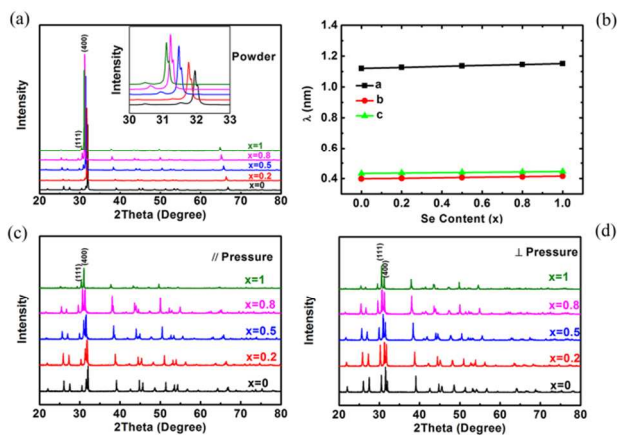 (a)
Intensity
(400)
(111)
Powder
Intensity
30 31 32 33
x=1
x=0.8
x=0.5
x=0.2
x=0
20 30 40 50 60 70 80
2Theta (Degree)
(b)
λ (nm)
1.4
1.2
1.0
0.8
0.6
0.4
a
b
c
0.0 0.2 0.4 0.6 0.8 1.0
Se Content (x)
(c)
Intensity
(111)
(400)
// Pressure
x=1
x=0.8
x=0.5
x=0.2
x=0
20 30 40 50 60 70 80
2Theta (Degree)
(d)
Intensity
(111)
(400)
⊥ Pressure
x=1
x=0.8
x=0.5
x=0.2
x=0
20 30 40 50 60 70 80
2Theta (Degree)